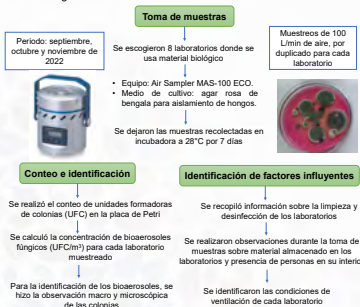 Toma de muestras
Periodo: septiembre,
octubre y noviembre de
2022
Se escogieron 8 laboratorios donde se
usa material biológico
• Equipo: Air Sampler MAS-100 ECO.
• Medio de cultivo: agar rosa de
bengala para aislamiento de hongos.
Se dejaron las muestras recolectadas en
incubadora a 28°C por 7 días
Muestreos de 100
L/min de aire, por
duplicado para cada
laboratorio
Conteo e identificación
Se realizó el conteo de unidades formadoras
de colonias (UFC) en la placa de Petri
Se calculó la concentración de bioaerosoles
fúngicos (UFC/m³) para cada laboratorio
muestreado
Para la identificación de los bioaerosoles, se
hizo la observación macro y microscópica
de las colonias
Identificación de factores influyentes
Se recopiló información sobre la limpieza y
desinfección de los laboratorios
Se realizaron observaciones durante la toma de
muestras sobre material almacenado en los
laboratorios y presencia de personas en su interior
Se identificaron las condiciones de
ventilación de cada laboratorio